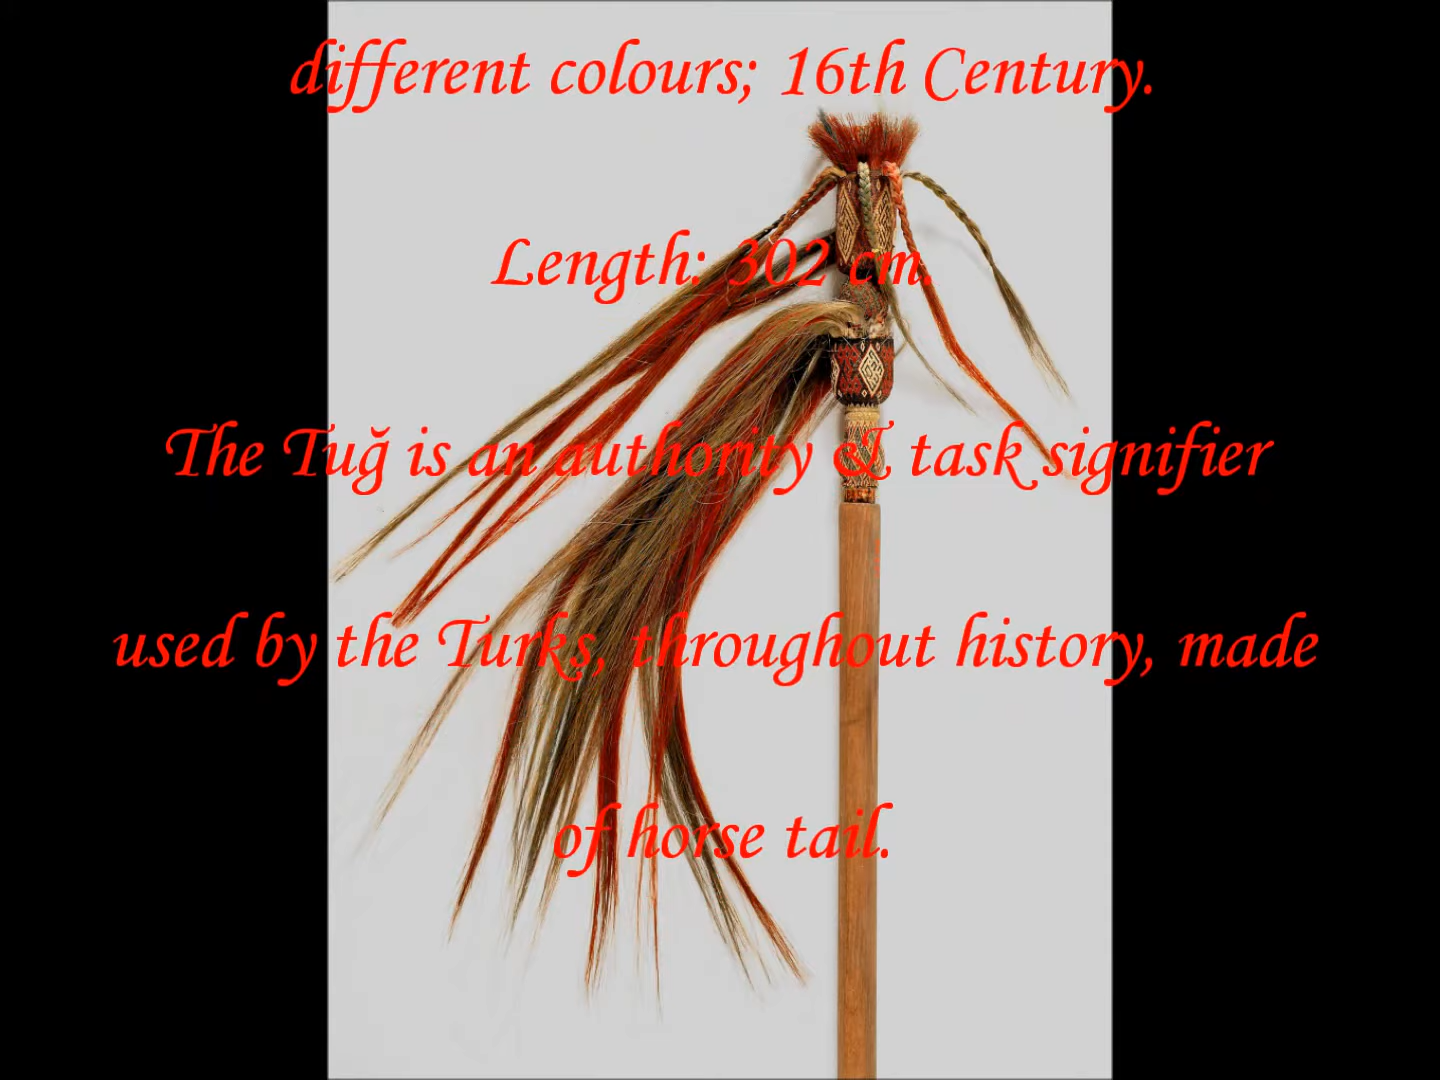 different colours; 16th Century.
Length: 302 cm.
The Tuğ is an authority & task signifier
used by the Turks, throughout history, made
of horse tail.